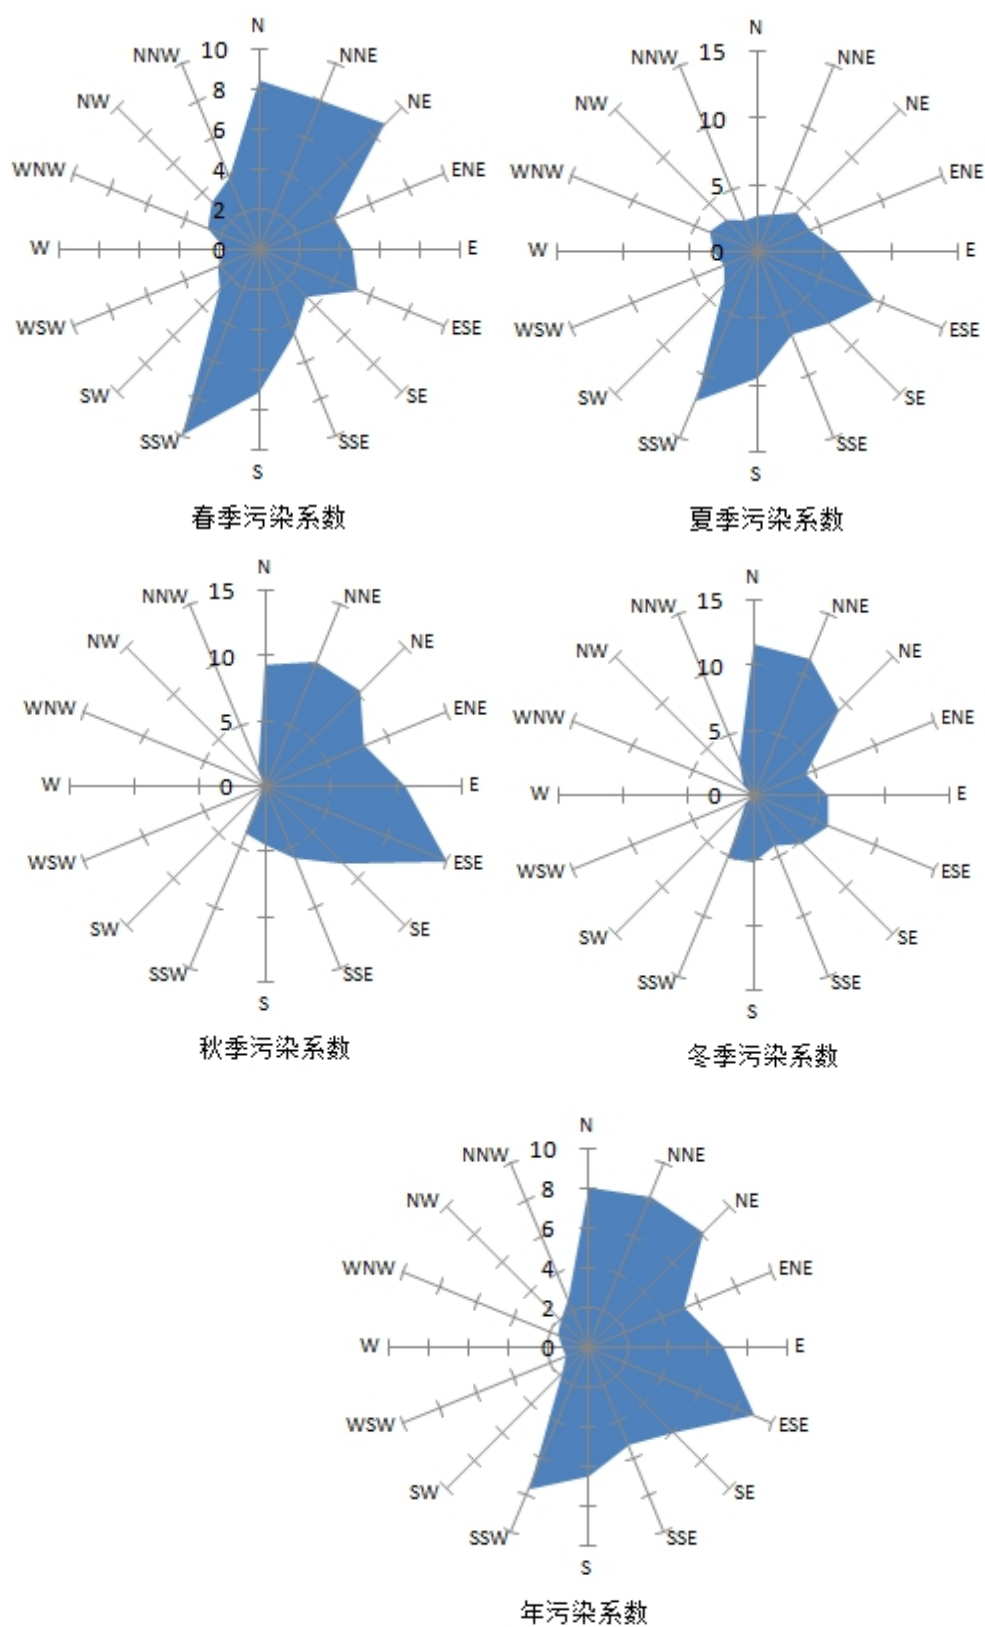 N
NNE
NE
ENE
E
ESE
SE
SSE
S
SSW
SW
WSW
W
WNW
NW
NNW
10
8
6
4
2
0
春季污染系数
N
NNE
NE
ENE
E
ESE
SE
SSE
S
SSW
SW
WSW
W
WNW
NW
NNW
15
10
5
0
夏季污染系数
N
NNE
NE
ENE
E
ESE
SE
SSE
S
SSW
SW
WSW
W
WNW
NW
NNW
15
10
5
0
秋季污染系数
N
NNE
NE
ENE
E
ESE
SE
SSE
S
SSW
SW
WSW
W
WNW
NW
NNW
15
10
5
0
冬季污染系数
N
NNE
NE
ENE
E
ESE
SE
SSE
S
SSW
SW
WSW
W
WNW
NW
NNW
10
8
6
4
2
0
年污染系数